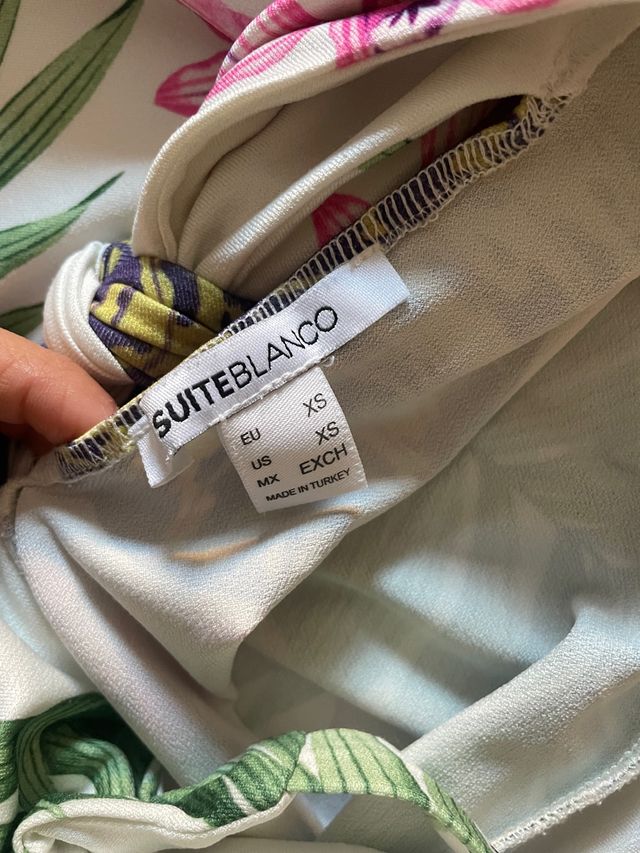 SUITEBLANCO
EU XS
US XS
MX EXCH
MADE IN TURKEY